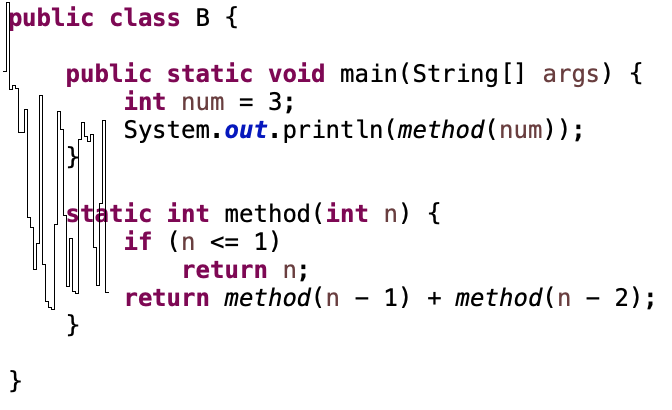 public class B {
public static void main(String[] args) {
int num = 3;
System.out.println(method(num));
}
static int method(int n) {
if (n <= 1)
return n;
return method(n - 1) + method(n - 2);
}
}